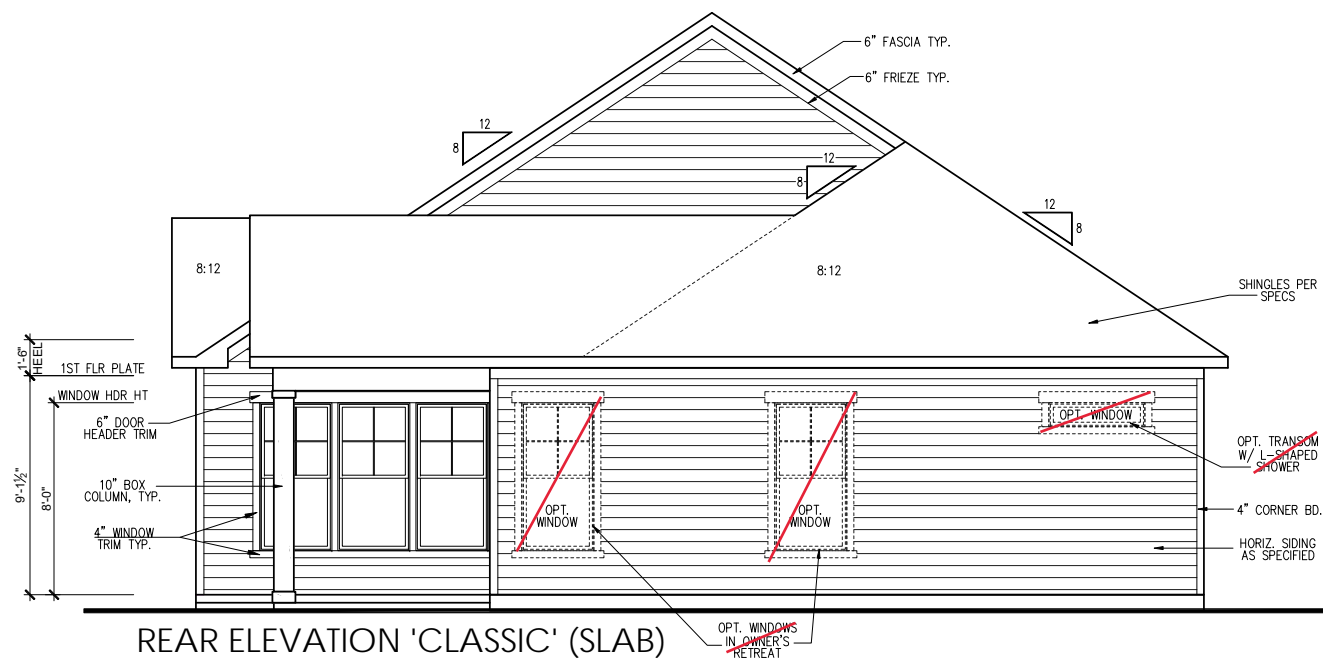 6" FASCIA TYP.
6" FRIEZE TYP.
12
8
12
8
12
8
8:12
8:12
SHINGLES PER
SPECS
1'-6"
HEEL
1ST FLR PLATE
WINDOW HDR HT
6" DOOR
HEADER TRIM
10" BOX
COLUMN, TYP.
4" WINDOW
TRIM TYP.
9'-1½"
8'-0"
OPT.
WINDOW
OPT.
WINDOW
OPT. WINDOW
OPT. TRANSOM
W/ L-SHAPED
SHOWER
4" CORNER BD.
HORIZ. SIDING
AS SPECIFIED
OPT. WINDOWS
IN OWNER'S
RETREAT
REAR ELEVATION 'CLASSIC' (SLAB)